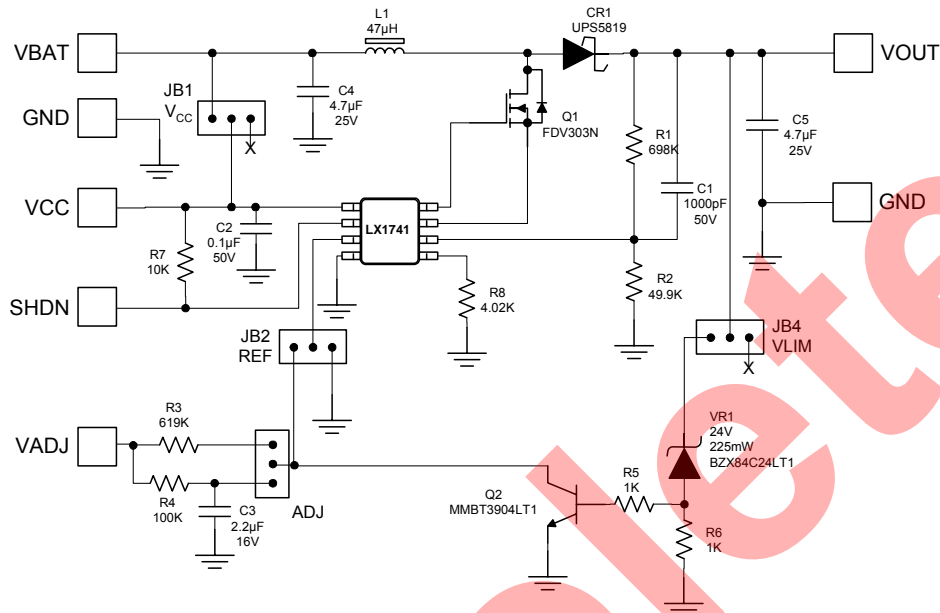 CR1
UPS5819
L1
47µH
VBAT
VOUT
JB1
VCC
C4
4.7µF
25V
GND
Q1
FDV303N
R1
698K
C5
4.7µF
25V
C1
1000pF
50V
VCC
GND
LX1741
C2
0.1µF
50V
R7
10K
R2
49.9K
R8
4.02K
SHDN
JB2
REF
JB4
VLIM
X
X
R3
619K
VR1
24V
225mW
BZX84C24LT1
VADJ
R4
100K
C3
2.2µF
16V
ADJ
Q2
MMBT3904LT1
R5
1K
R6
1K